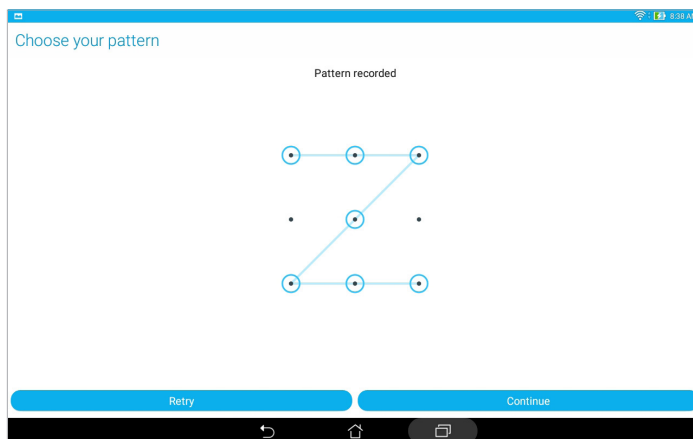 8:38 AM
Choose your pattern
Pattern recorded
Retry
Continue